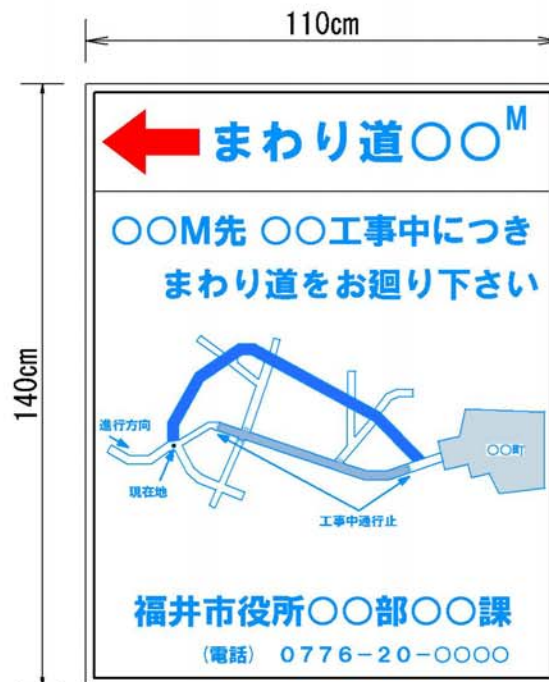 110cm
140cm
まわり道○○M
○○M先 ○○工事中につき
まわり道をお廻り下さい
進行方向
現在地
○○町
工事中通行止
福井市役所○○部○○課
(電話) 0776-20-○○○○